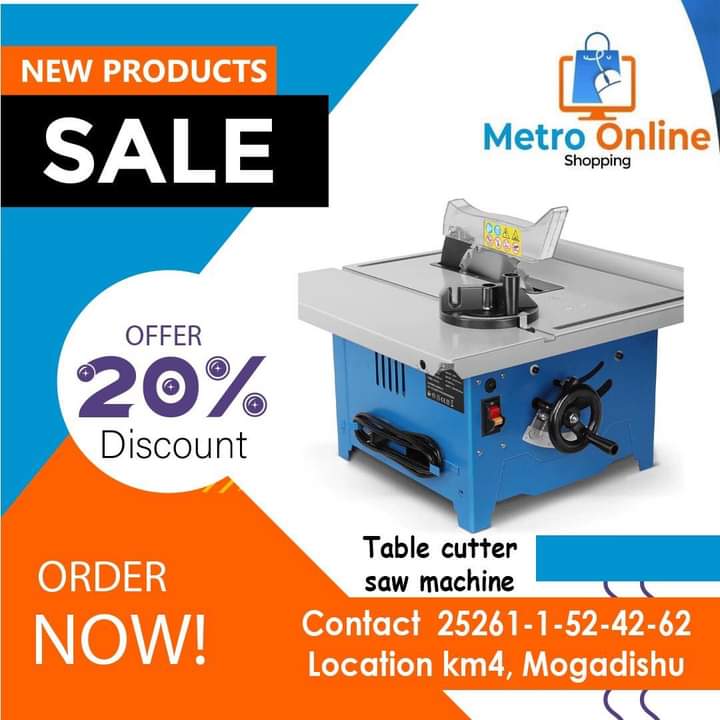 NEW PRODUCTS
SALE
Metro Online
Shopping
OFFER
20%
Discount
Table cutter
saw machine
ORDER
NOW!
Contact 25261-1-52-42-62
Location km4, Mogadishu